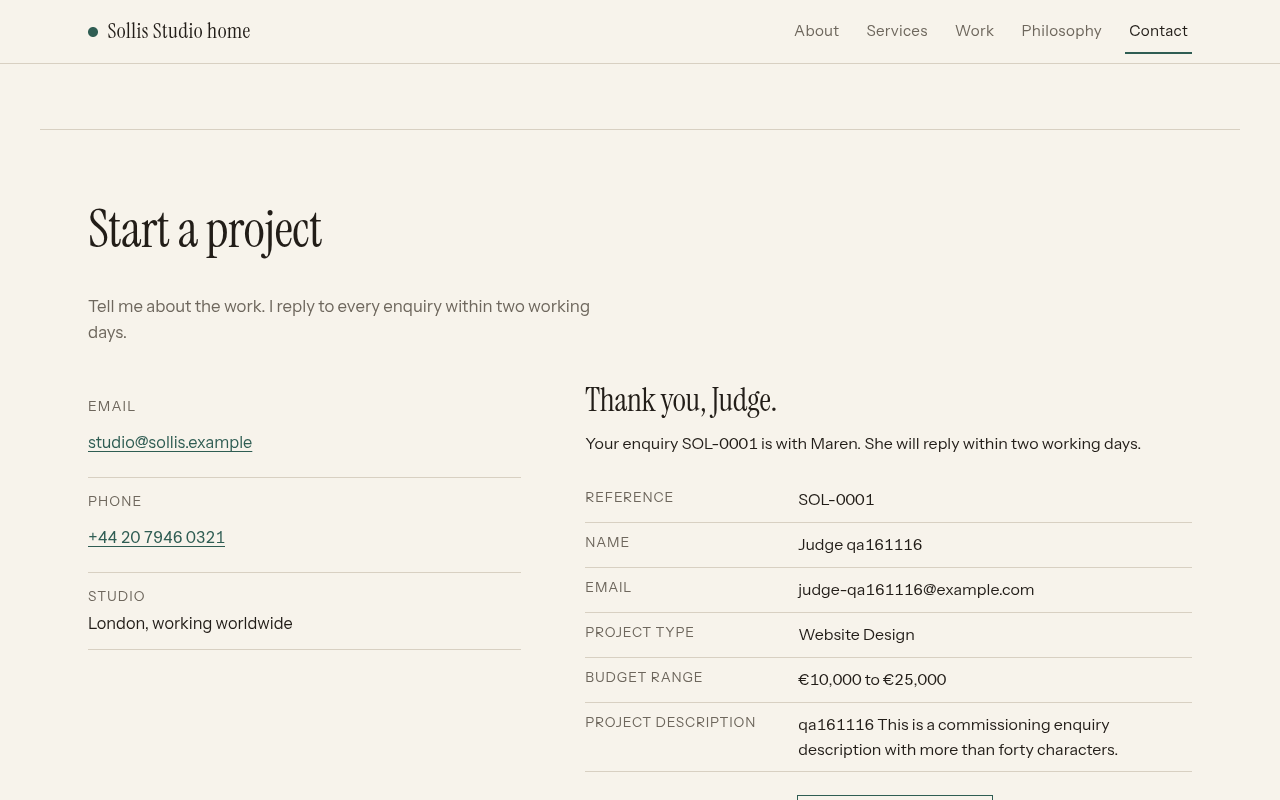 Sollis Studio home
About Services Work Philosophy Contact
Start a project
Tell me about the work. I reply to every enquiry within two working
days.
EMAIL
studio@sollis.example
PHONE
+44 20 7946 0321
STUDIO
London, working worldwide
Thank you, Judge.
Your enquiry SOL-0001 is with Maren. She will reply within two working days.
REFERENCE SOL-0001
NAME Judge qa161116
EMAIL judge-qa161116@example.com
PROJECT TYPE Website Design
BUDGET RANGE €10,000 to €25,000
PROJECT DESCRIPTION qa161116 This is a commissioning enquiry
description with more than forty characters.